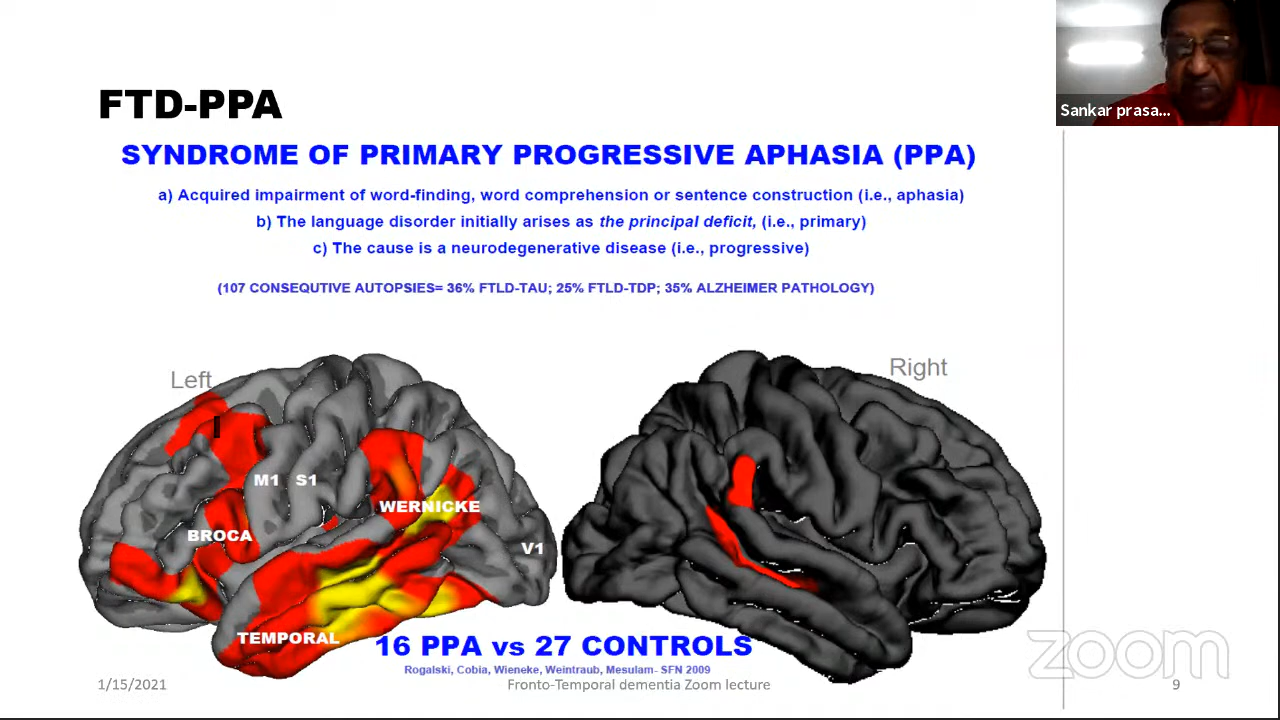 Sankar prasa...
FTD-PPA
SYNDROME OF PRIMARY PROGRESSIVE APHASIA (PPA)
a) Acquired impairment of word-finding, word comprehension or sentence construction (i.e., aphasia)
b) The language disorder initially arises as the principal deficit, (i.e., primary)
c) The cause is a neurodegenerative disease (i.e., progressive)
(107 CONSEQUTIVE AUTOPSIES= 36% FTLD-TAU; 25% FTLD-TDP; 35% ALZHEIMER PATHOLOGY)
Left
Right
M1 S1
WERNICKE
BROCA
V1
TEMPORAL
16 PPA vs 27 CONTROLS
Rogalski, Cobia, Wieneke, Weintraub, Mesulam- SFN 2009
zoom
1/15/2021
Fronto-Temporal dementia Zoom lecture
9